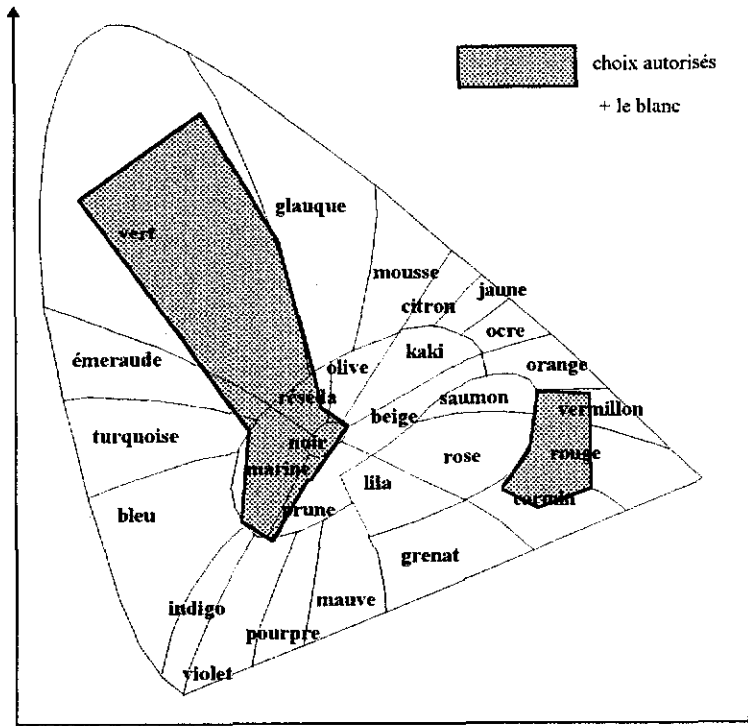 choix autorisés
+ le blanc
glauque
vert
mousse
jaune
citron
ocre
olive
kaki
orange
émeraude
réséda
saumon
vermillon
beige
turquoise
noir
rose
rouge
marine
lila
carmin
bleu
prune
grenat
mauve
indigo
pourpre
violet